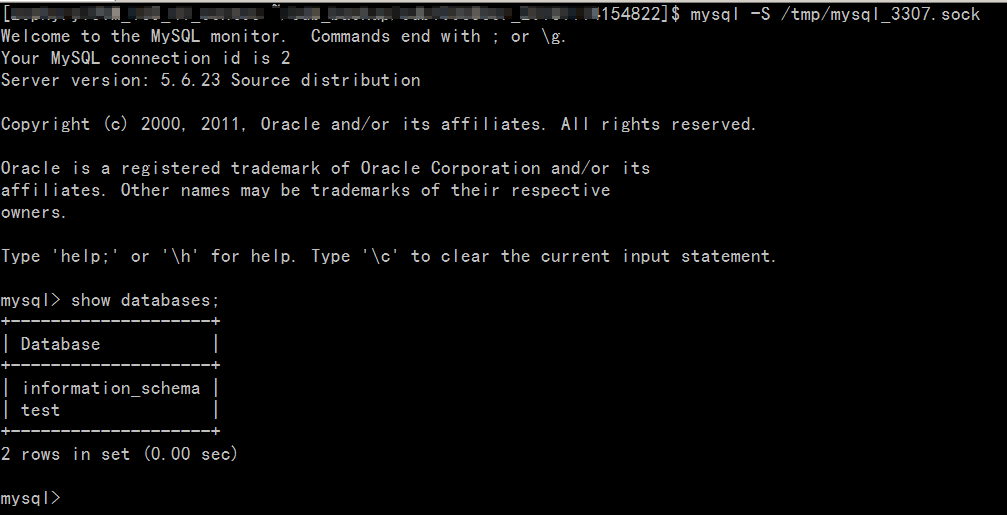 4154822]$ mysql -S /tmp/mysql_3307.sock
Welcome to the MySQL monitor.  Commands end with ; or \g.
Your MySQL connection id is 2
Server version: 5.6.23 Source distribution
Copyright (c) 2000, 2011, Oracle and/or its affiliates. All rights reserved.
Oracle is a registered trademark of Oracle Corporation and/or its
affiliates. Other names may be trademarks of their respective
owners.
Type 'help;' or '\h' for help. Type '\c' to clear the current input statement.
mysql> show databases;
+--------------------+
| Database           |
+--------------------+
| information_schema |
| test               |
+--------------------+
2 rows in set (0.00 sec)
mysql>